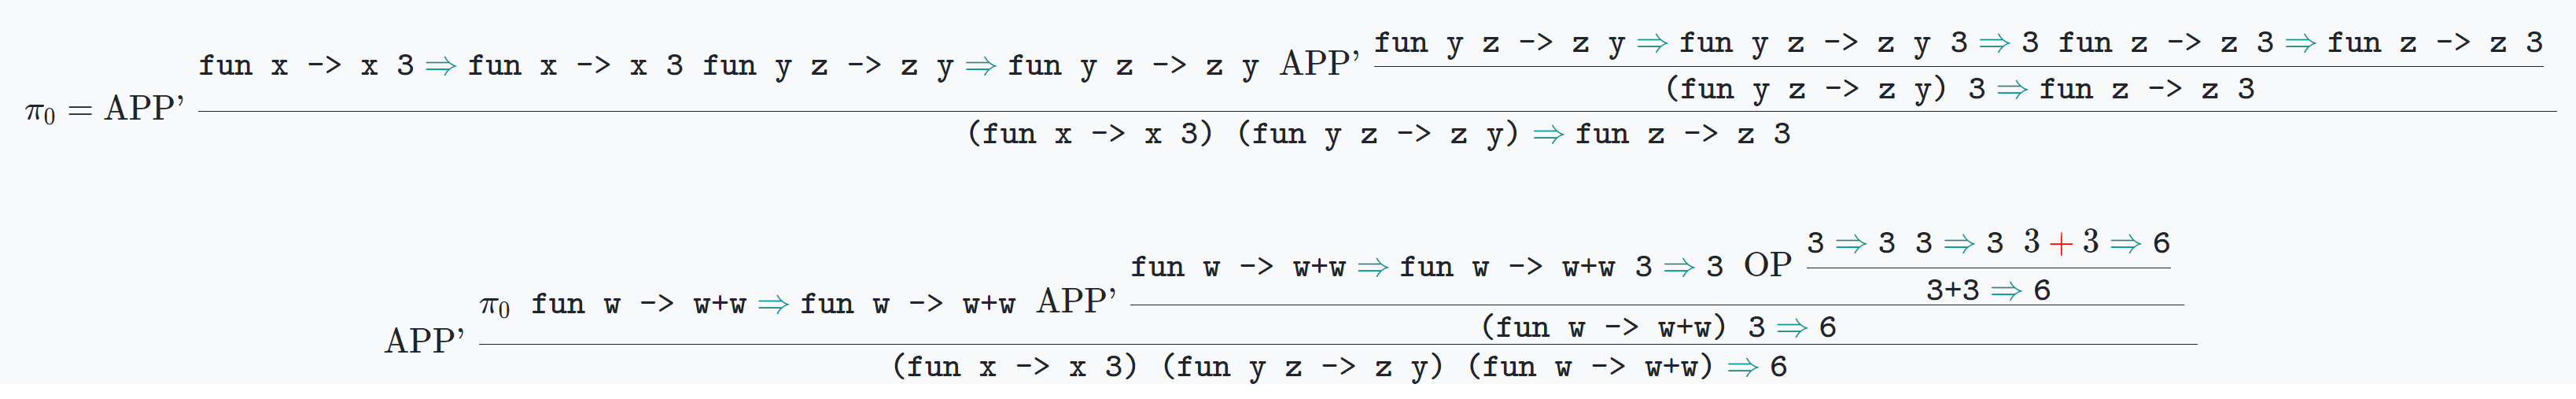 fun y z -> z y ⇒ fun y z -> z y 3 ⇒ 3 fun z -> z 3 ⇒ fun z -> z 3
fun x -> x 3 ⇒ fun x -> x 3 fun y z -> z y ⇒ fun y z -> z y APP'
(fun y z -> z y) 3 ⇒ fun z -> z 3
π₀ = APP'
(fun x -> x 3) (fun y z -> z y) ⇒ fun z -> z 3
3 ⇒ 3 3 ⇒ 3 3 + 3 ⇒ 6
fun w -> w+w ⇒ fun w -> w+w 3 ⇒ 3 OP
3+3 ⇒ 6
π₀ fun w -> w+w ⇒ fun w -> w+w APP'
(fun w -> w+w) 3 ⇒ 6
APP'
(fun x -> x 3) (fun y z -> z y) (fun w -> w+w) ⇒ 6